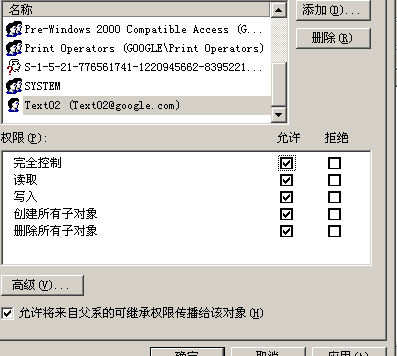 名称
添加(D)...
Pre-Windows 2000 Compatible Access (G...
Print Operators (GOOGLE\Print Operators)
删除(R)
S-1-5-21-776561741-1220945662-8395221...
SYSTEM
Text02 (Text02@google.com)
权限(P): 允许 拒绝
完全控制
读取
写入
创建所有子对象
删除所有子对象
高级(V)...
允许将来自父系的可继承权限传播给该对象(H)
确定 取消 应用(A)